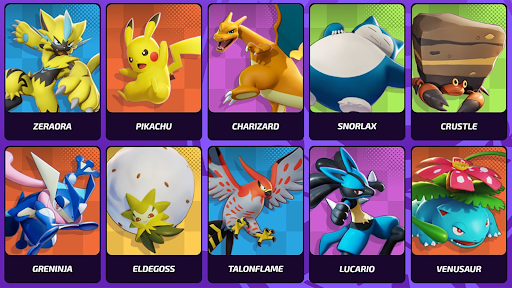 ZERAORA
PIKACHU
CHARIZARD
SNORLAX
CRUSTLE
GRENINJA
ELDEGOSS
TALONFLAME
LUCARIO
VENUSAUR